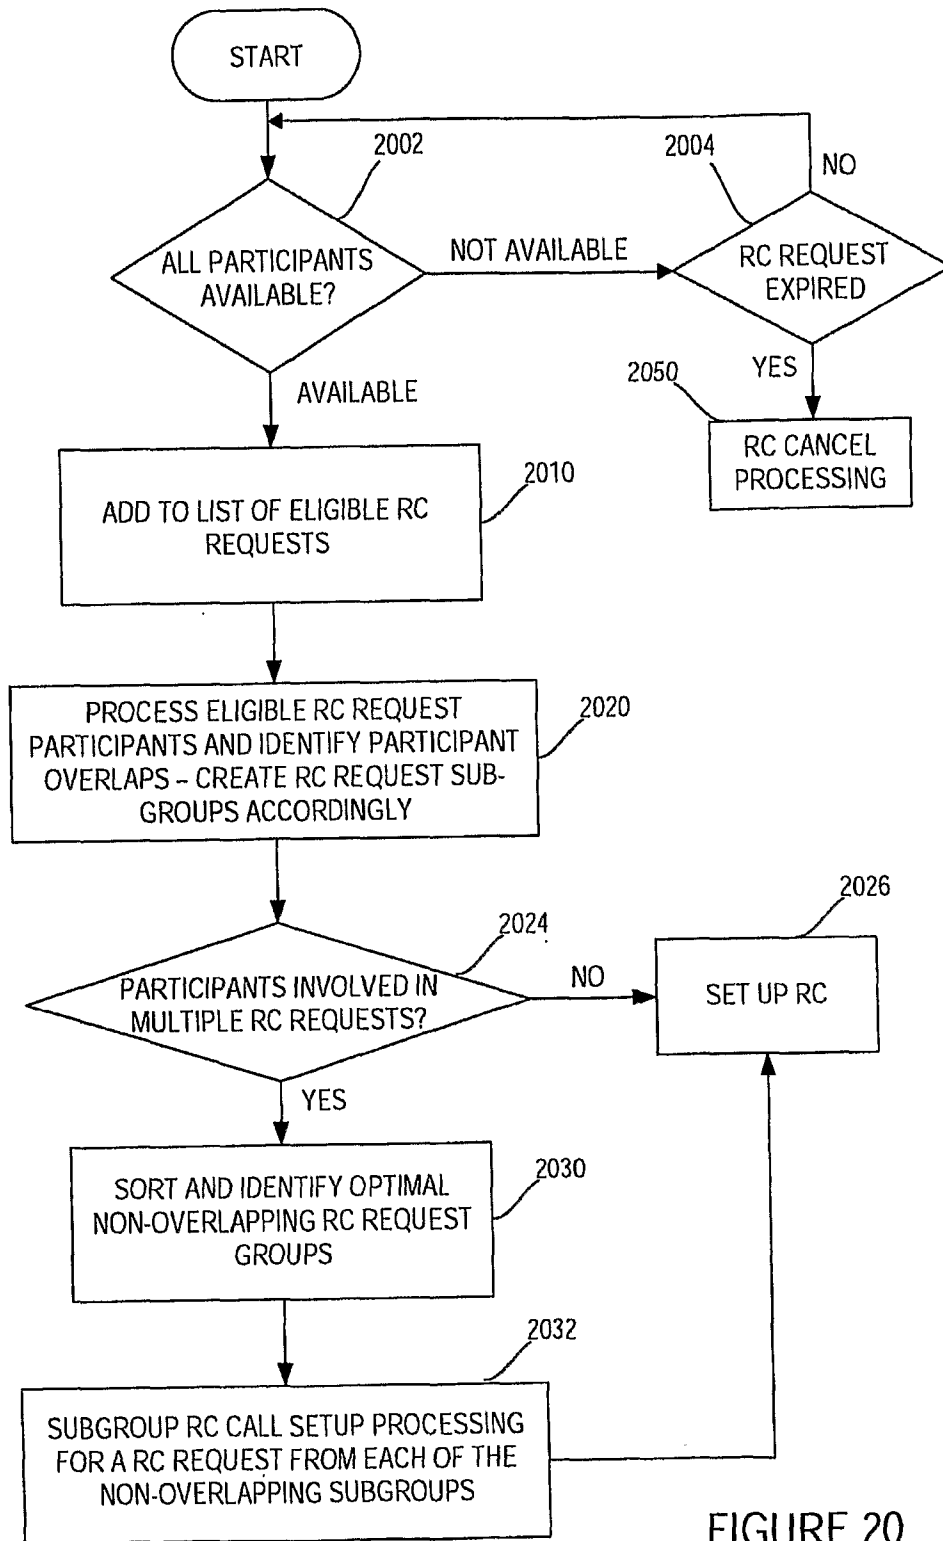 START
2002
2004
NO
ALL PARTICIPANTS
AVAILABLE?
NOT AVAILABLE
RC REQUEST
EXPIRED
AVAILABLE
YES
2050
RC CANCEL
PROCESSING
2010
ADD TO LIST OF ELIGIBLE RC
REQUESTS
2020
PROCESS ELIGIBLE RC REQUEST
PARTICIPANTS AND IDENTIFY PARTICIPANT
OVERLAPS – CREATE RC REQUEST SUB-
GROUPS ACCORDINGLY
2024
2026
PARTICIPANTS INVOLVED IN
MULTIPLE RC REQUESTS?
NO
SET UP RC
YES
2030
SORT AND IDENTIFY OPTIMAL
NON-OVERLAPPING RC REQUEST
GROUPS
2032
SUBGROUP RC CALL SETUP PROCESSING
FOR A RC REQUEST FROM EACH OF THE
NON-OVERLAPPING SUBGROUPS
FIGURE 20